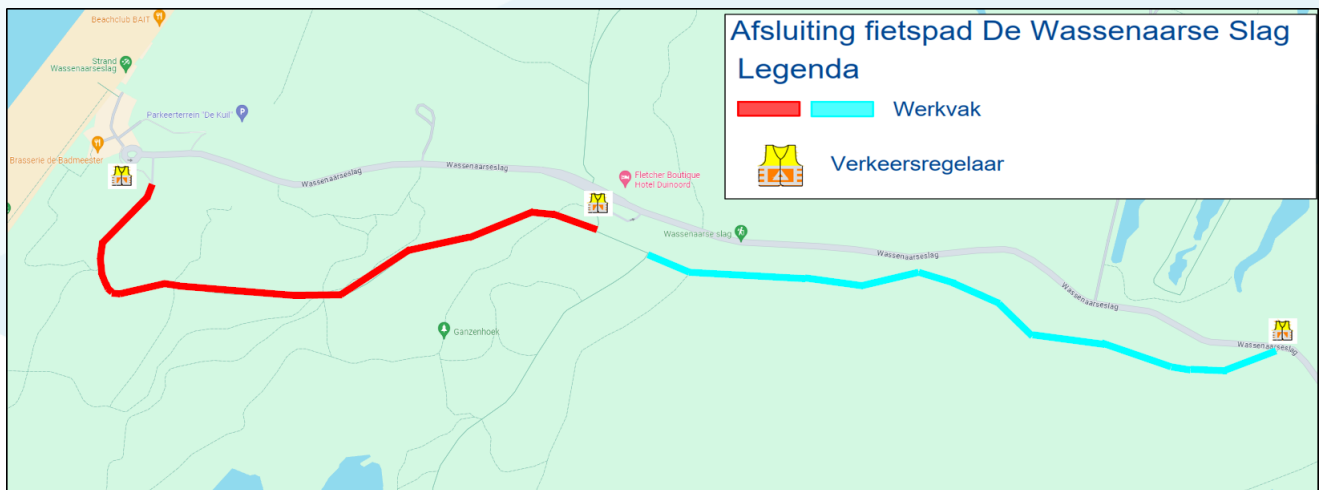 Afsluiting fietspad De Wassenaarse Slag
Legenda
Werkvak
Verkeersregelaar
Beachclub BAIT
Strand
Wassenaarseslag
Parkeerterrein "De Kuil"
P
Brasserie de Badmeester
Wassenaarseslag
Wassenaarseslag
Fletcher Boutique
Hotel Duinoord
Wassenaarse slag
Wassenaarseslag
Wassenaarseslag
Wassenaarseslag
Ganzenhoek